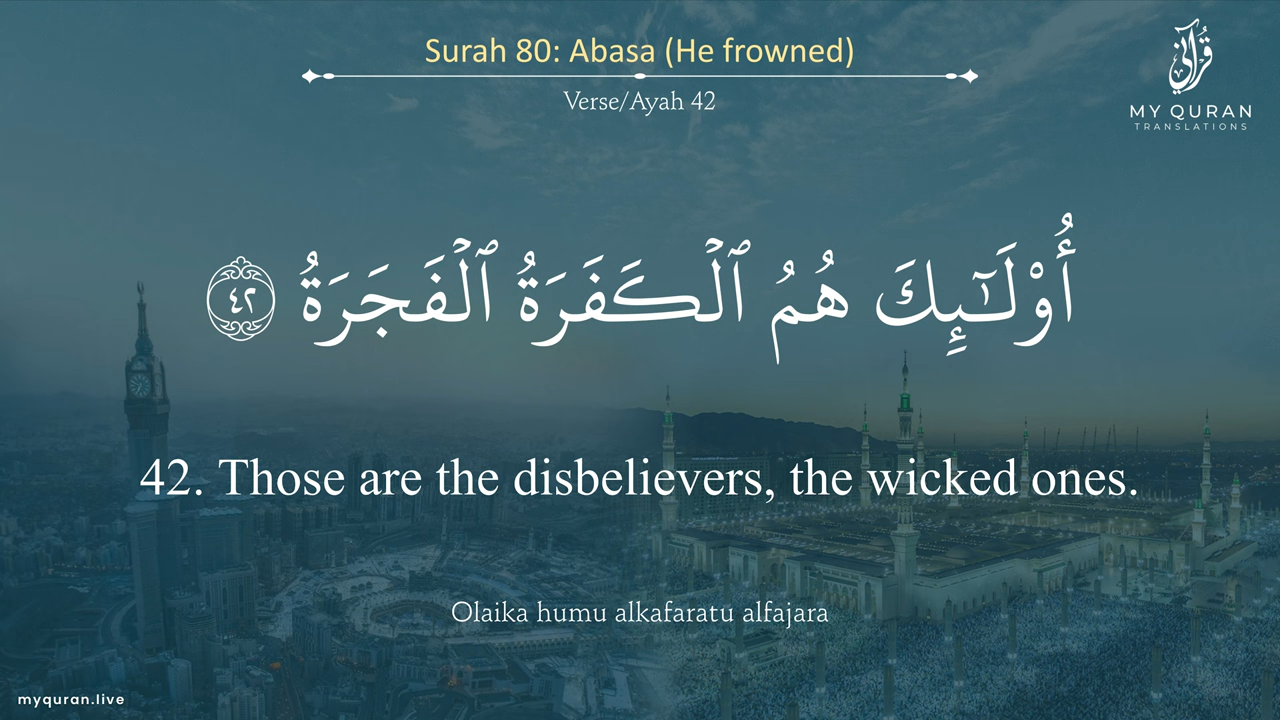 Surah 80: Abasa (He frowned)
Verse/Ayah 42
قرآني
MY QURAN
TRANSLATIONS
أُو۟لَـٰٓئِكَ هُمُ ٱلْكَفَرَةُ ٱلْفَجَرَةُ ٤٢
42. Those are the disbelievers, the wicked ones.
Olaika humu alkafaratu alfajara
myquran.live